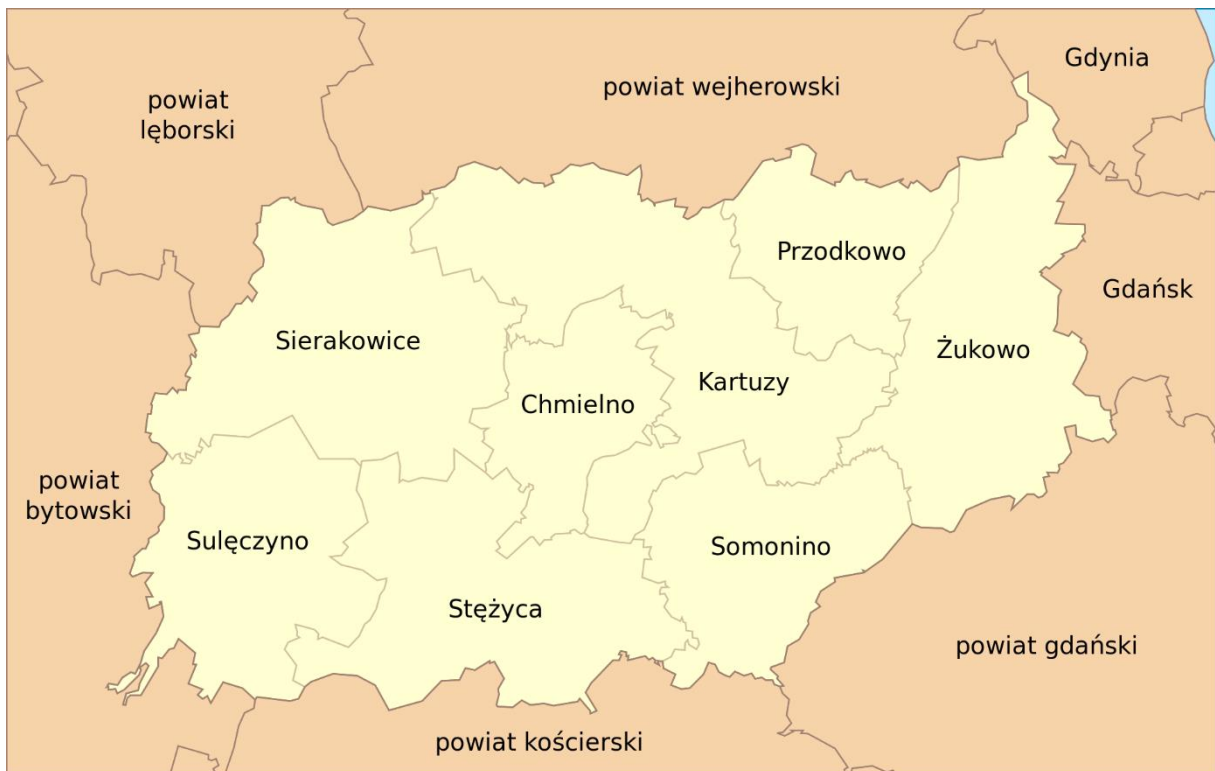 Gdynia
powiat wejherowski
powiat
lęborski
Przodkowo
Gdańsk
Sierakowice
Żukowo
Kartuzy
Chmielno
powiat
bytowski
Sulęczyno
Somonino
Stężyca
powiat gdański
powiat kościerski